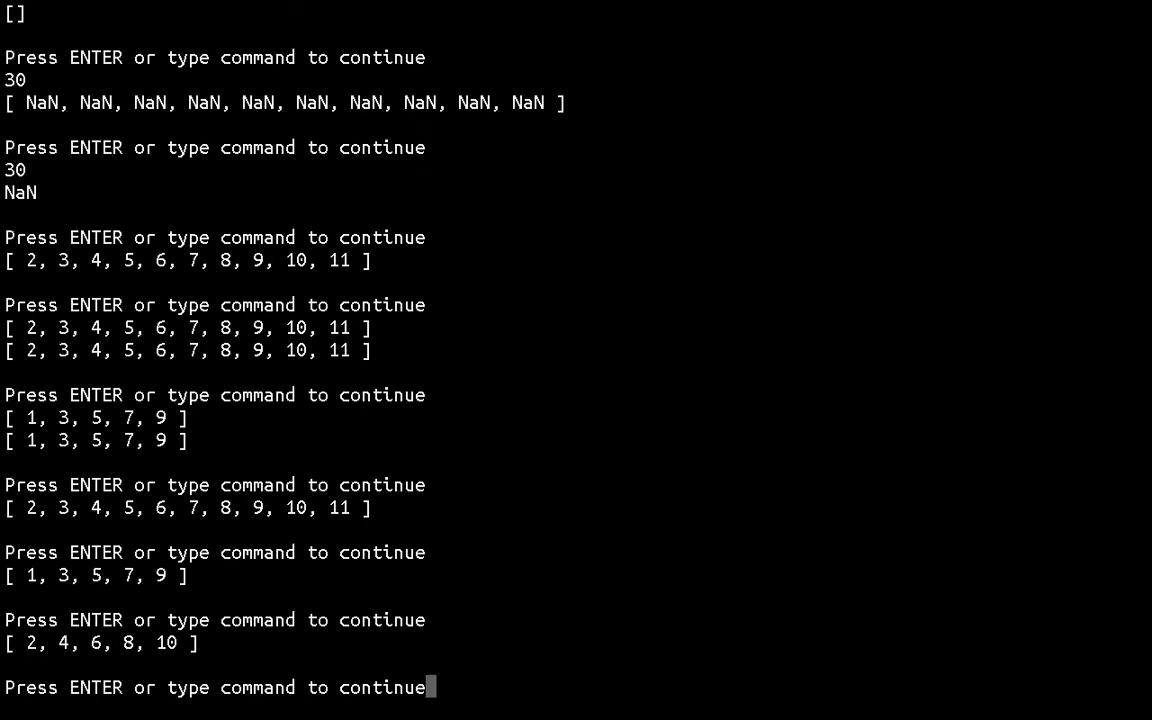 []
Press ENTER or type command to continue
30
[ NaN, NaN, NaN, NaN, NaN, NaN, NaN, NaN, NaN, NaN ]
Press ENTER or type command to continue
30
NaN
Press ENTER or type command to continue
[ 2, 3, 4, 5, 6, 7, 8, 9, 10, 11 ]
Press ENTER or type command to continue
[ 2, 3, 4, 5, 6, 7, 8, 9, 10, 11 ]
[ 2, 3, 4, 5, 6, 7, 8, 9, 10, 11 ]
Press ENTER or type command to continue
[ 1, 3, 5, 7, 9 ]
[ 1, 3, 5, 7, 9 ]
Press ENTER or type command to continue
[ 2, 3, 4, 5, 6, 7, 8, 9, 10, 11 ]
Press ENTER or type command to continue
[ 1, 3, 5, 7, 9 ]
Press ENTER or type command to continue
[ 2, 4, 6, 8, 10 ]
Press ENTER or type command to continue